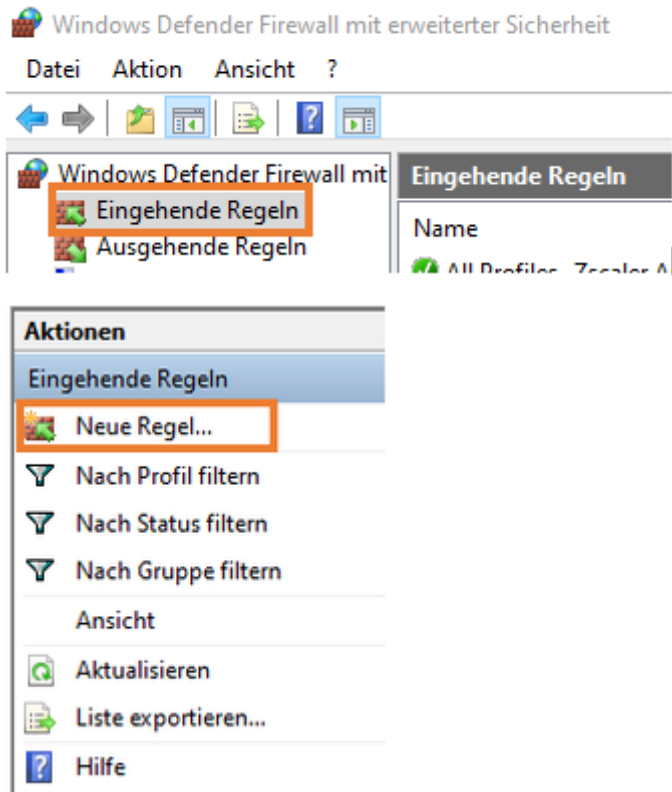 Windows Defender Firewall mit erweiterter Sicherheit
Datei Aktion Ansicht ?
Windows Defender Firewall mit
Eingehende Regeln
Ausgehende Regeln
Eingehende Regeln
Name
All Profiles
Aktionen
Eingehende Regeln
Neue Regel...
Nach Profil filtern
Nach Status filtern
Nach Gruppe filtern
Ansicht
Aktualisieren
Liste exportieren...
Hilfe